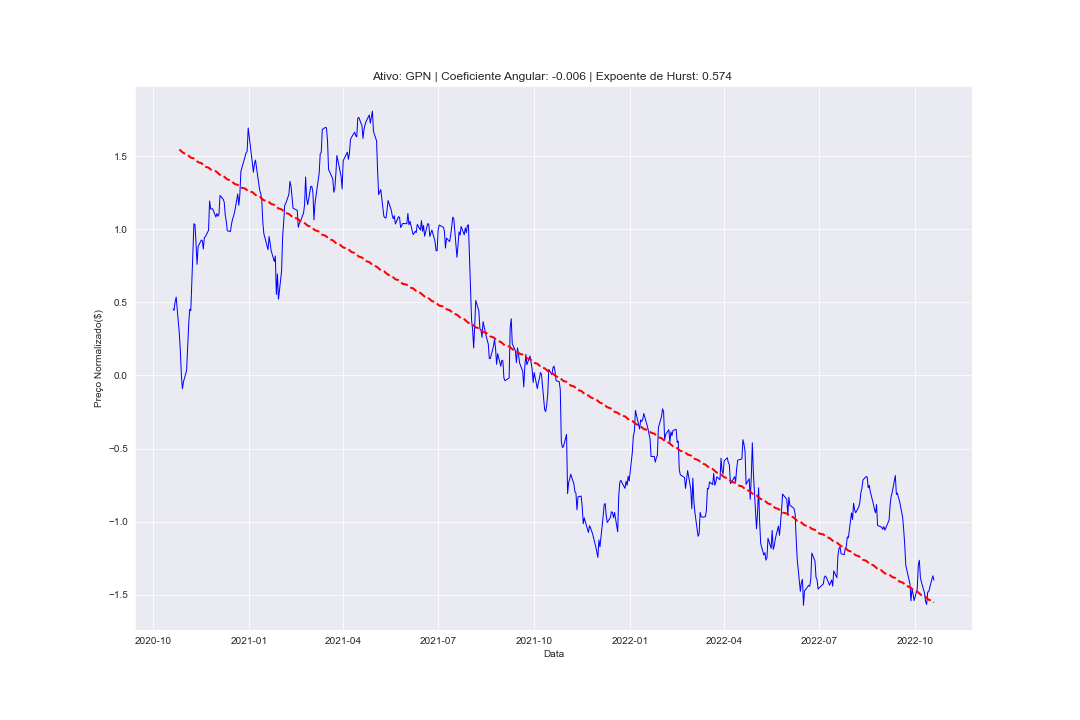 Ativo: GPN | Coeficiente Angular: -0.006 | Expoente de Hurst: 0.574
Preço Normalizado($)
1.5
1.0
0.5
0.0
−0.5
−1.0
−1.5
2020-10 2021-01 2021-04 2021-07 2021-10 2022-01 2022-04 2022-07 2022-10
Data